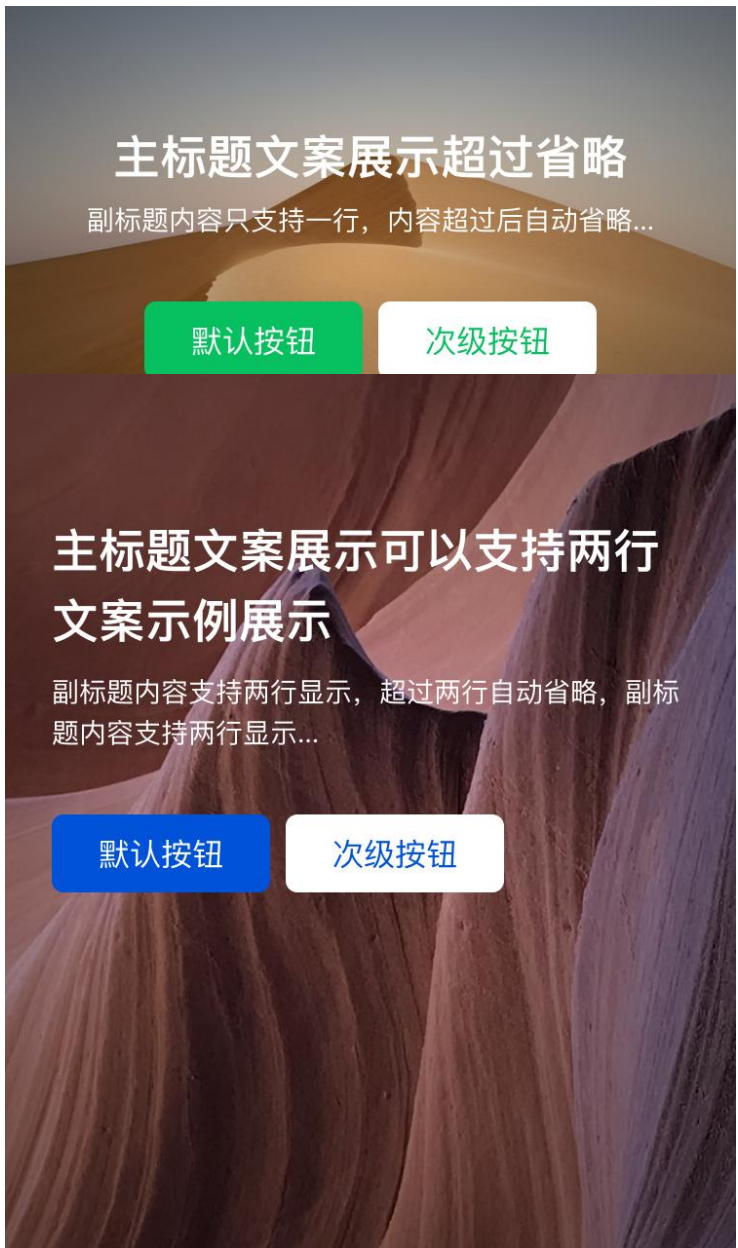 主标题文案展示超过省略
副标题内容只支持一行，内容超过后自动省略...
默认按钮
次级按钮
主标题文案展示可以支持两行
文案示例展示
副标题内容支持两行显示，超过两行自动省略，副标
题内容支持两行显示...
默认按钮
次级按钮